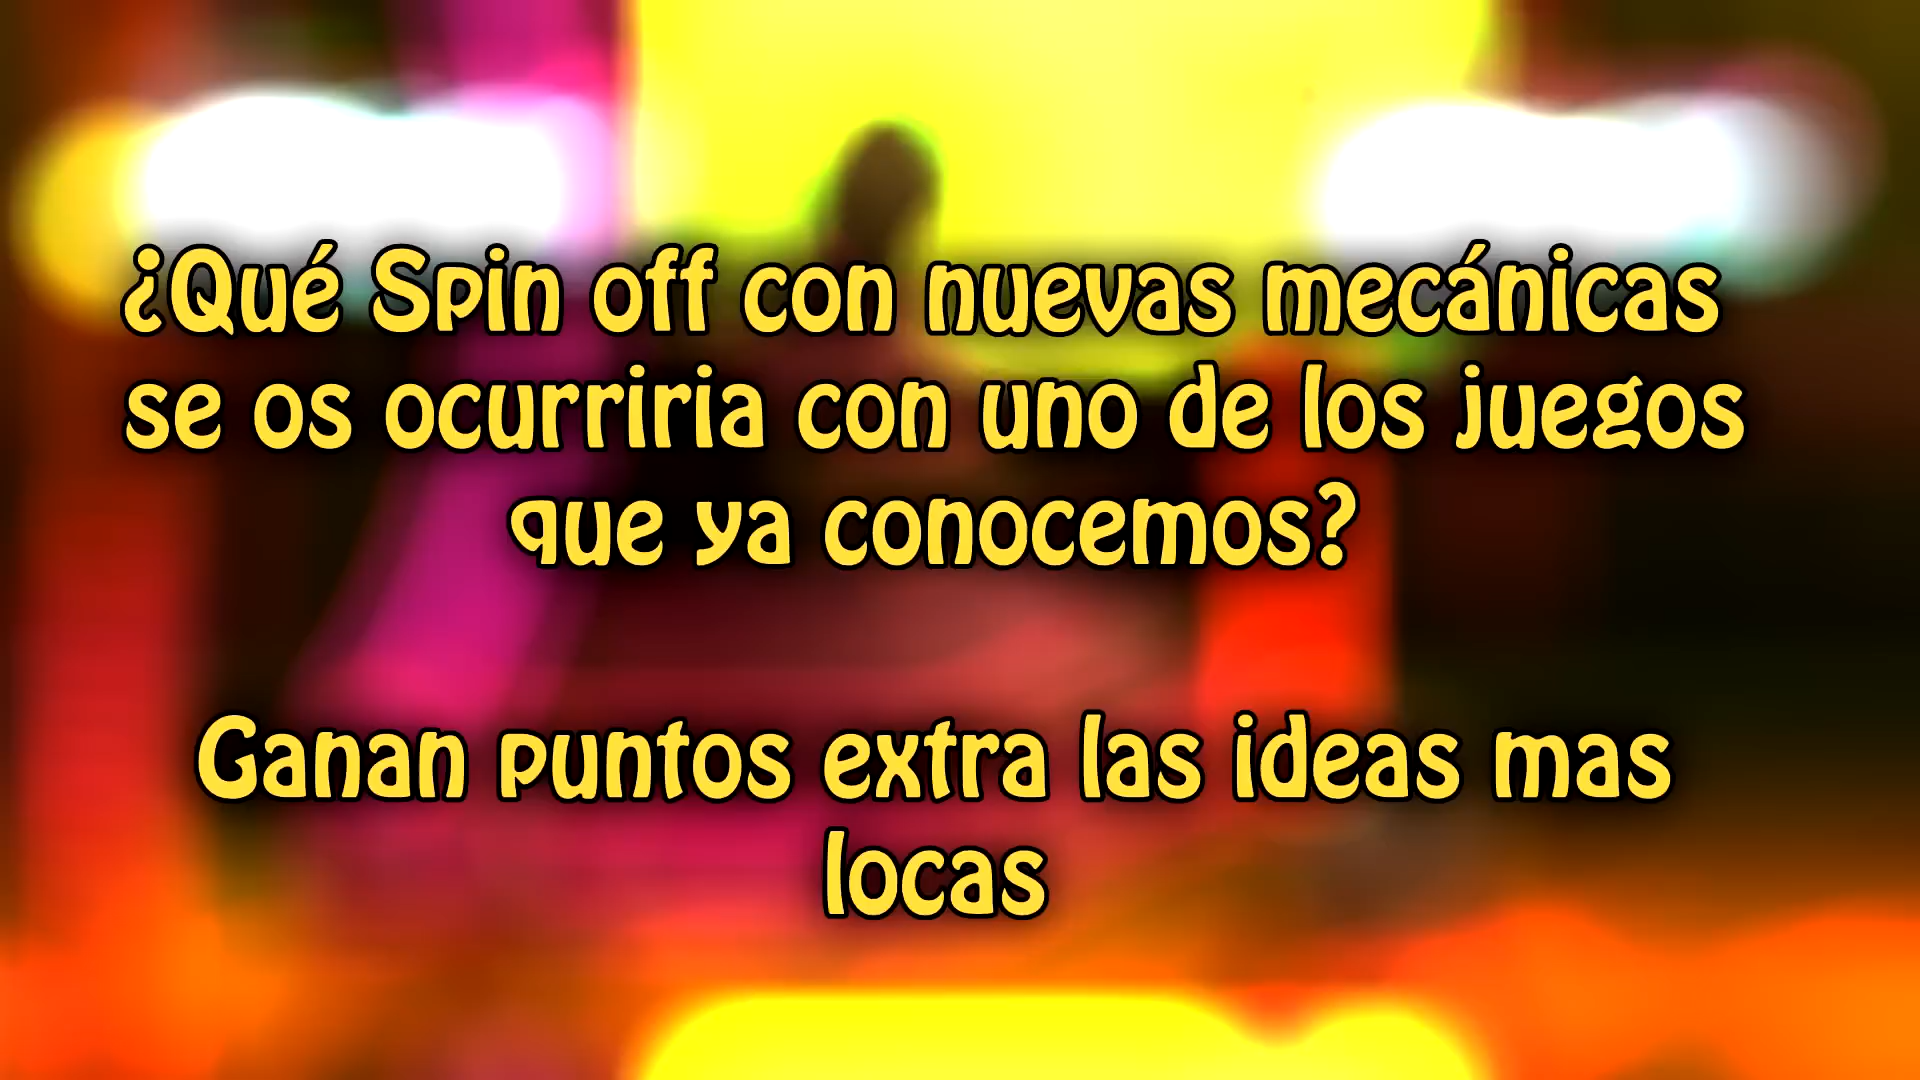 ¿Qué Spin off con nuevas mecánicas
se os ocurriria con uno de los juegos
que ya conocemos?
Ganan puntos extra las ideas mas
locas